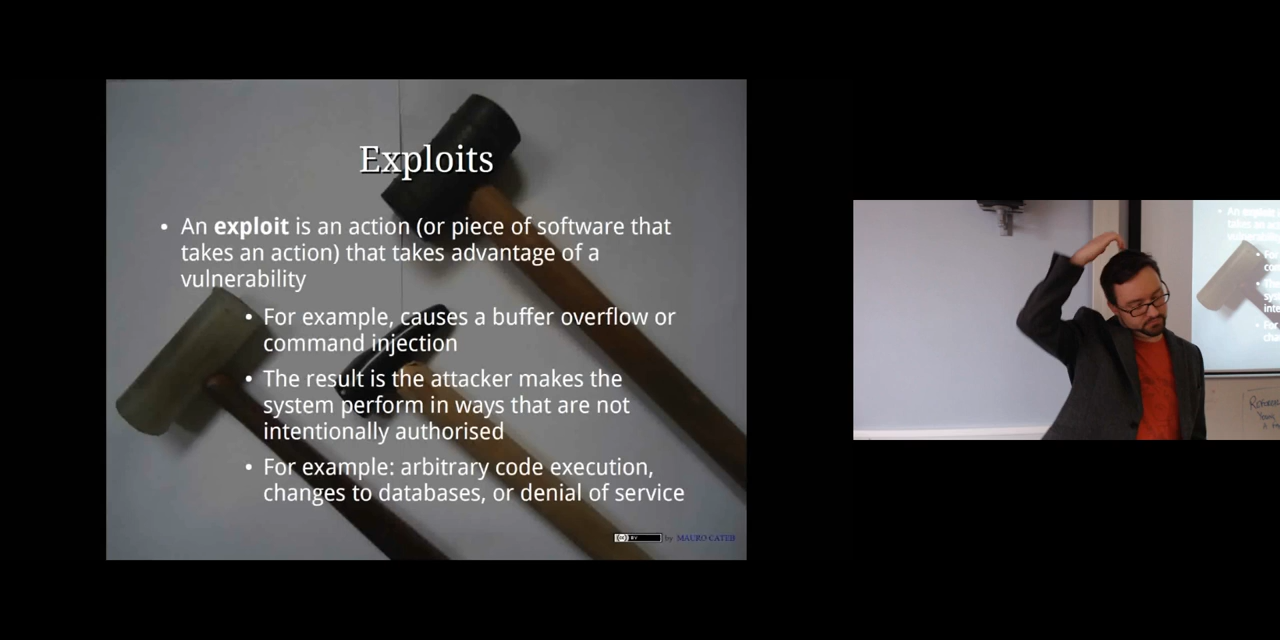 Exploits
• An exploit is an action (or piece of software that
takes an action) that takes advantage of a
vulnerability
• For example, causes a buffer overflow or
command injection
• The result is the attacker makes the
system perform in ways that are not
intentionally authorised
• For example: arbitrary code execution,
changes to databases, or denial of service
BY by MAURO CATEB